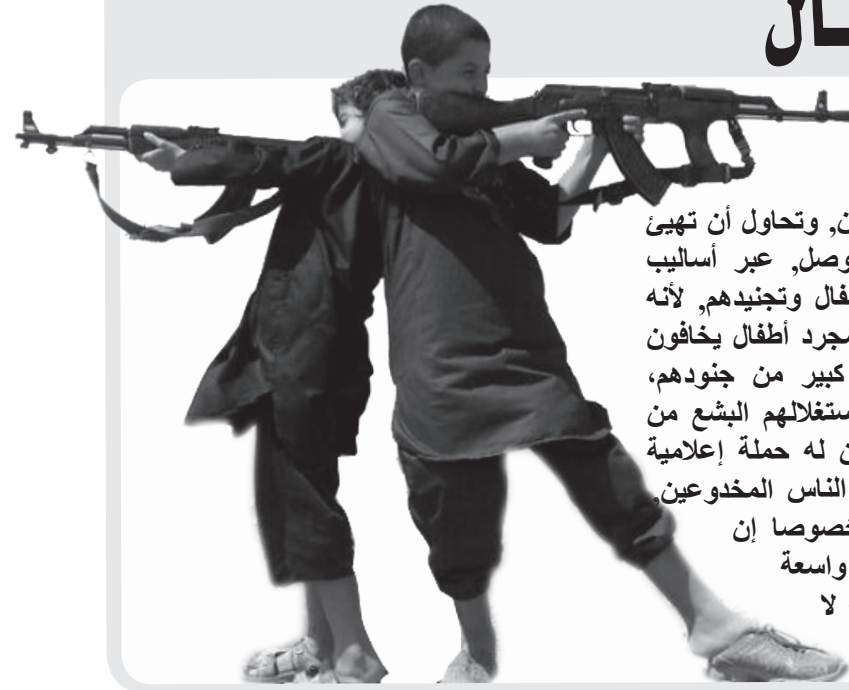 ـال
ن, وتحاول أن تهيئ
وصل, عبر أساليب
فال وتجنيدهم, لأنه
مجرد أطفال يخافون
كبير من جنودهم،
ستغلالهم البشع من
ن له حملة إعلامية
الناس المخدوعين,
خصوصا إن
واسعة
لا